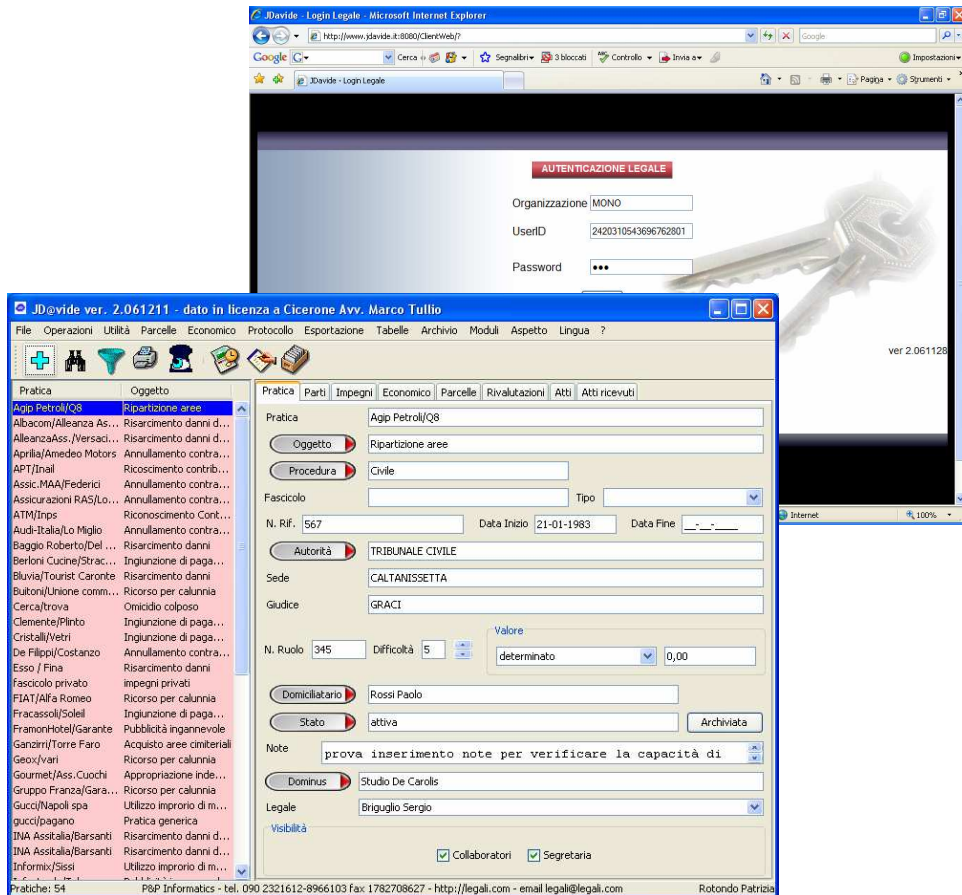 JDavide - Login Legale - Microsoft Internet Explorer
http://www.jdavide.it:8080/ClientWeb/?
Google
Google G Cerca Segnalibri 3 bloccati Controllo Invia a Impostazioni
JDavide - Login Legale Pagina Strumenti
AUTENTICAZIONE LEGALE
Organizzazione MONO
UserID 2420310543696762801
Password •••
ver 2.061128
Internet 100%
JD@vide ver. 2.061211 - dato in licenza a Cicerone Avv. Marco Tullio
File Operazioni Utilità Parcelle Economico Protocollo Esportazione Tabelle Archivio Moduli Aspetto Lingua ?
Pratica Oggetto
Agip Petroli/Q8 Ripartizione aree
Albacom/Alleanza As... Risarcimento danni d...
AlleanzaAss./Versaci... Risarcimento danni d...
Aprilia/Amedeo Motors Annullamento contra...
APT/Inail Ricoscimento contrib...
Assic.MAA/Federici Annullamento contra...
Assicurazioni RAS/Lo... Annullamento contra...
ATM/Inps Riconoscimento Cont...
Audi-Italia/Lo Miglio Annullamento contra...
Baggio Roberto/Del ... Risarcimento danni
Berloni Cucine/Strac... Ingiunzione di paga...
Bluvia/Tourist Caronte Risarcimento danni
Buitoni/Unione comm... Ricorso per calunnia
Cerca/trova Omicidio colposo
Clemente/Plinto Ingiunzione di paga...
Cristalli/Vetri Ingiunzione di paga...
De Filippi/Costanzo Annullamento contra...
Esso / Fina Risarcimento danni
fascicolo privato impegni privati
FIAT/Alfa Romeo Ricorso per calunnia
Fracassoli/Soleil Ingiunzione di paga...
FramonHotel/Garante Pubblicità ingannevole
Ganzirri/Torre Faro Acquisto aree cimiteriali
Geox/vari Ricorso per calunnia
Gourmet/Ass.Cuochi Appropriazione inde...
Gruppo Franza/Gara... Ricorso per calunnia
Gucci/Napoli spa Utilizzo improrio di m...
gucci/pagano Pratica generica
INA Assitalia/Barsanti Risarcimento danni d...
INA Assitalia/Barsanti Risarcimento danni d...
Informix/Sissi Utilizzo improrio di m...
Pratica Parti Impegni Economico Parcelle Rivalutazioni Atti Atti ricevuti
Pratica Agip Petroli/Q8
Oggetto Ripartizione aree
Procedura Civile
Fascicolo Tipo
N. Rif. 567 Data Inizio 21-01-1983 Data Fine __-__-____
Autorità TRIBUNALE CIVILE
Sede CALTANISSETTA
Giudice GRACI
Valore
N. Ruolo 345 Difficoltà 5 determinato 0,00
Domiciliatario Rossi Paolo
Stato attiva Archiviata
Note prova inserimento note per verificare la capacità di
Dominus Studio De Carolis
Legale Briguglio Sergio
Visibilità
Collaboratori Segretaria
Pratiche: 54 P&P Informatics - tel. 090 2321612-8966103 fax 1782708627 - http://legali.com - email legali@legali.com Rotondo Patrizia